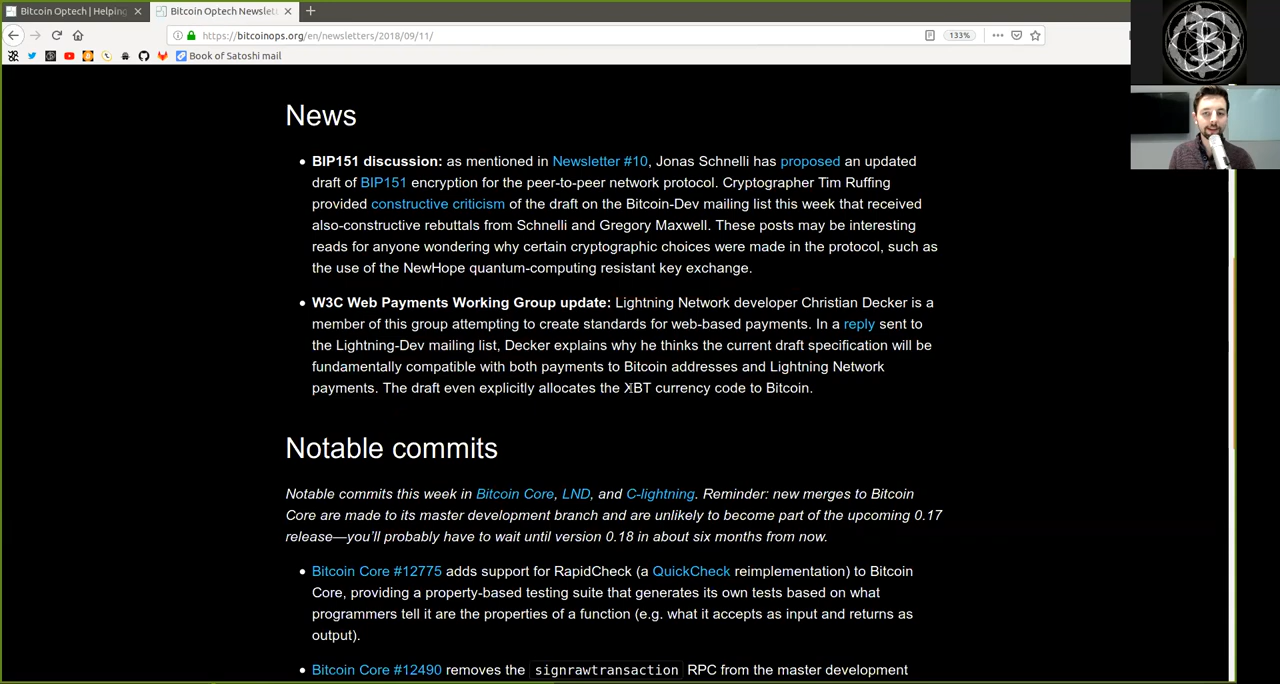 Bitcoin Optech | Helping
Bitcoin Optech Newslet
https://bitcoinops.org/en/newsletters/2018/09/11/
133%
Book of Satoshi mail
News
• BIP151 discussion: as mentioned in Newsletter #10, Jonas Schnelli has proposed an updated
draft of BIP151 encryption for the peer-to-peer network protocol. Cryptographer Tim Ruffing
provided constructive criticism of the draft on the Bitcoin-Dev mailing list this week that received
also-constructive rebuttals from Schnelli and Gregory Maxwell. These posts may be interesting
reads for anyone wondering why certain cryptographic choices were made in the protocol, such as
the use of the NewHope quantum-computing resistant key exchange.
• W3C Web Payments Working Group update: Lightning Network developer Christian Decker is a
member of this group attempting to create standards for web-based payments. In a reply sent to
the Lightning-Dev mailing list, Decker explains why he thinks the current draft specification will be
fundamentally compatible with both payments to Bitcoin addresses and Lightning Network
payments. The draft even explicitly allocates the XBT currency code to Bitcoin.
Notable commits
Notable commits this week in Bitcoin Core, LND, and C-lightning. Reminder: new merges to Bitcoin
Core are made to its master development branch and are unlikely to become part of the upcoming 0.17
release—you’ll probably have to wait until version 0.18 in about six months from now.
• Bitcoin Core #12775 adds support for RapidCheck (a QuickCheck reimplementation) to Bitcoin
Core, providing a property-based testing suite that generates its own tests based on what
programmers tell it are the properties of a function (e.g. what it accepts as input and returns as
output).
• Bitcoin Core #12490 removes the signrawtransaction RPC from the master development